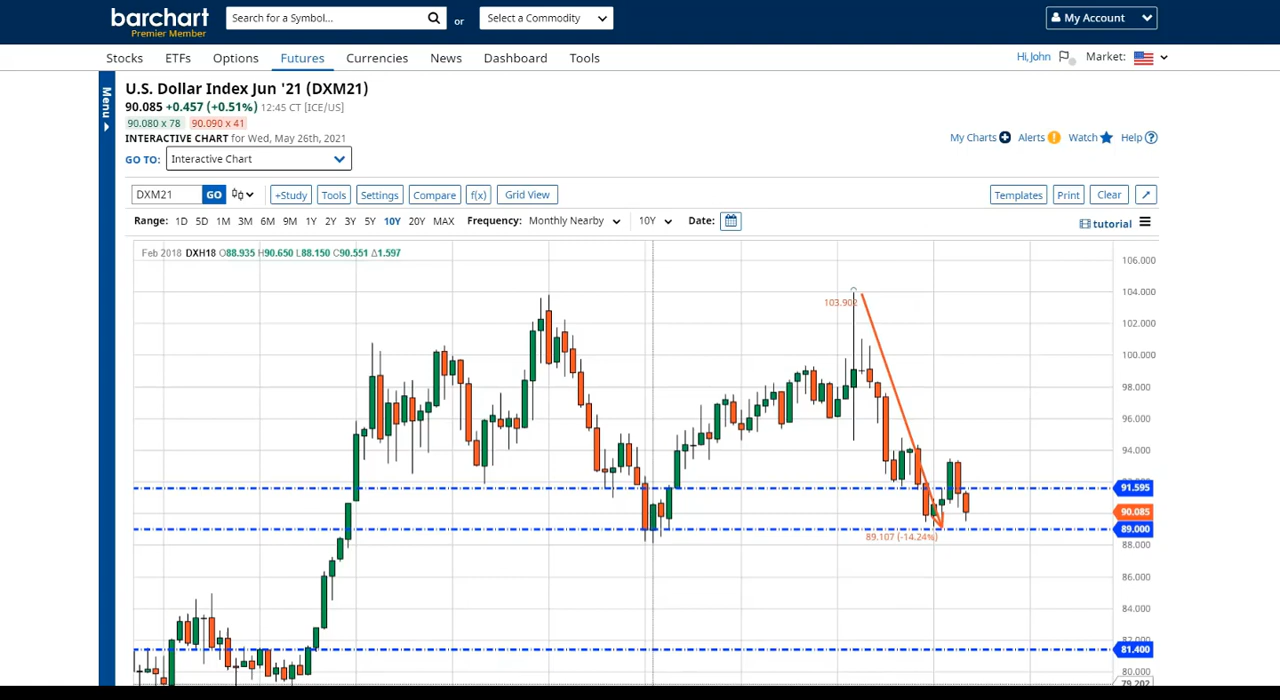 barchart
Premier Member
Search for a Symbol...
or
Select a Commodity
My Account
Stocks ETFs Options Futures Currencies News Dashboard Tools
Hi, John
Market:
Menu
U.S. Dollar Index Jun '21 (DXM21)
90.085 +0.457 (+0.51%) 12:45 CT [ICE/US]
90.080 x 78 90.090 x 41
INTERACTIVE CHART for Wed, May 26th, 2021
My Charts Alerts Watch Help
GO TO: Interactive Chart
DXM21 GO +Study Tools Settings Compare f(x) Grid View Templates Print Clear
Range: 1D 5D 1M 3M 6M 9M 1Y 2Y 3Y 5Y 10Y 20Y MAX Frequency: Monthly Nearby 10Y Date:
tutorial
Feb 2018 DXH18 O88.935 H90.650 L88.150 C90.551 Δ1.597
106.000
104.000
103.902
102.000
100.000
98.000
96.000
94.000
91.595
90.085
89.000
89.107 (-14.24%)
88.000
86.000
84.000
82.000
81.400
80.000
79.202